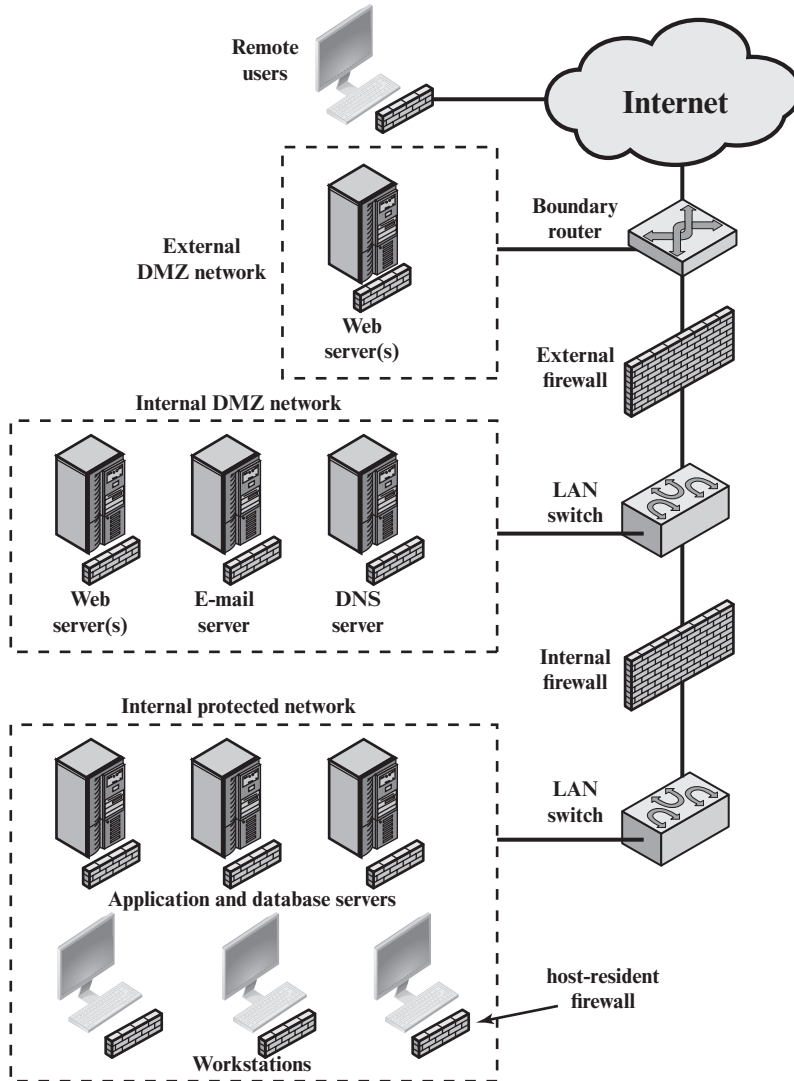 Remote
users
Internet
Boundary
router
External
DMZ network
Web
server(s)
External
firewall
Internal DMZ network
LAN
switch
Web
server(s)
E-mail
server
DNS
server
Internal
firewall
Internal protected network
LAN
switch
Application and database servers
host-resident
firewall
Workstations